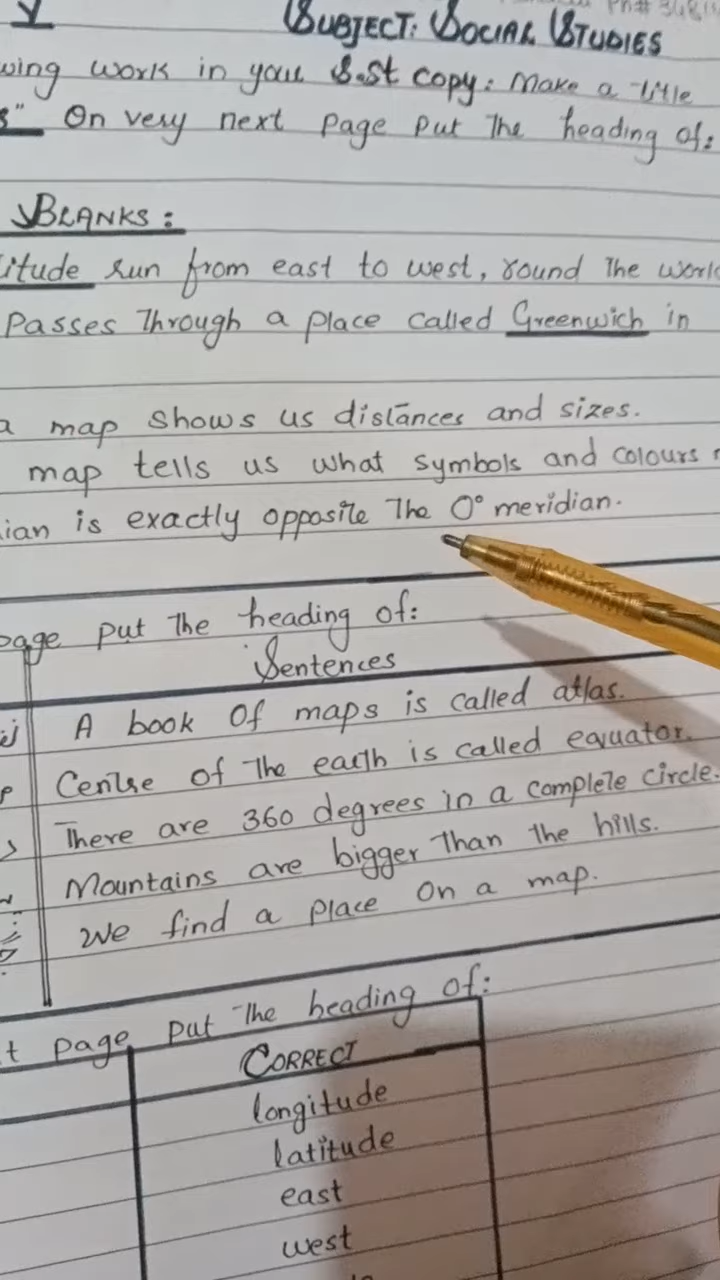 SUBJECT: SOCIAL STUDIES
wing work in your S.st copy: Make a title
s" On very next page put the heading of:
BLANKS:
itude run from east to west, round the world
Passes through a place called Greenwich in
a map shows us distances and sizes.
map tells us what symbols and colours
ian is exactly opposite the 0° meridian.
page put the heading of:
Sentences
A book of maps is called atlas.
Centre of the earth is called equator.
There are 360 degrees in a complete circle.
Mountains are bigger than the hills.
We find a place on a map.
t page put the heading of:
CORRECT
longitude
latitude
east
west